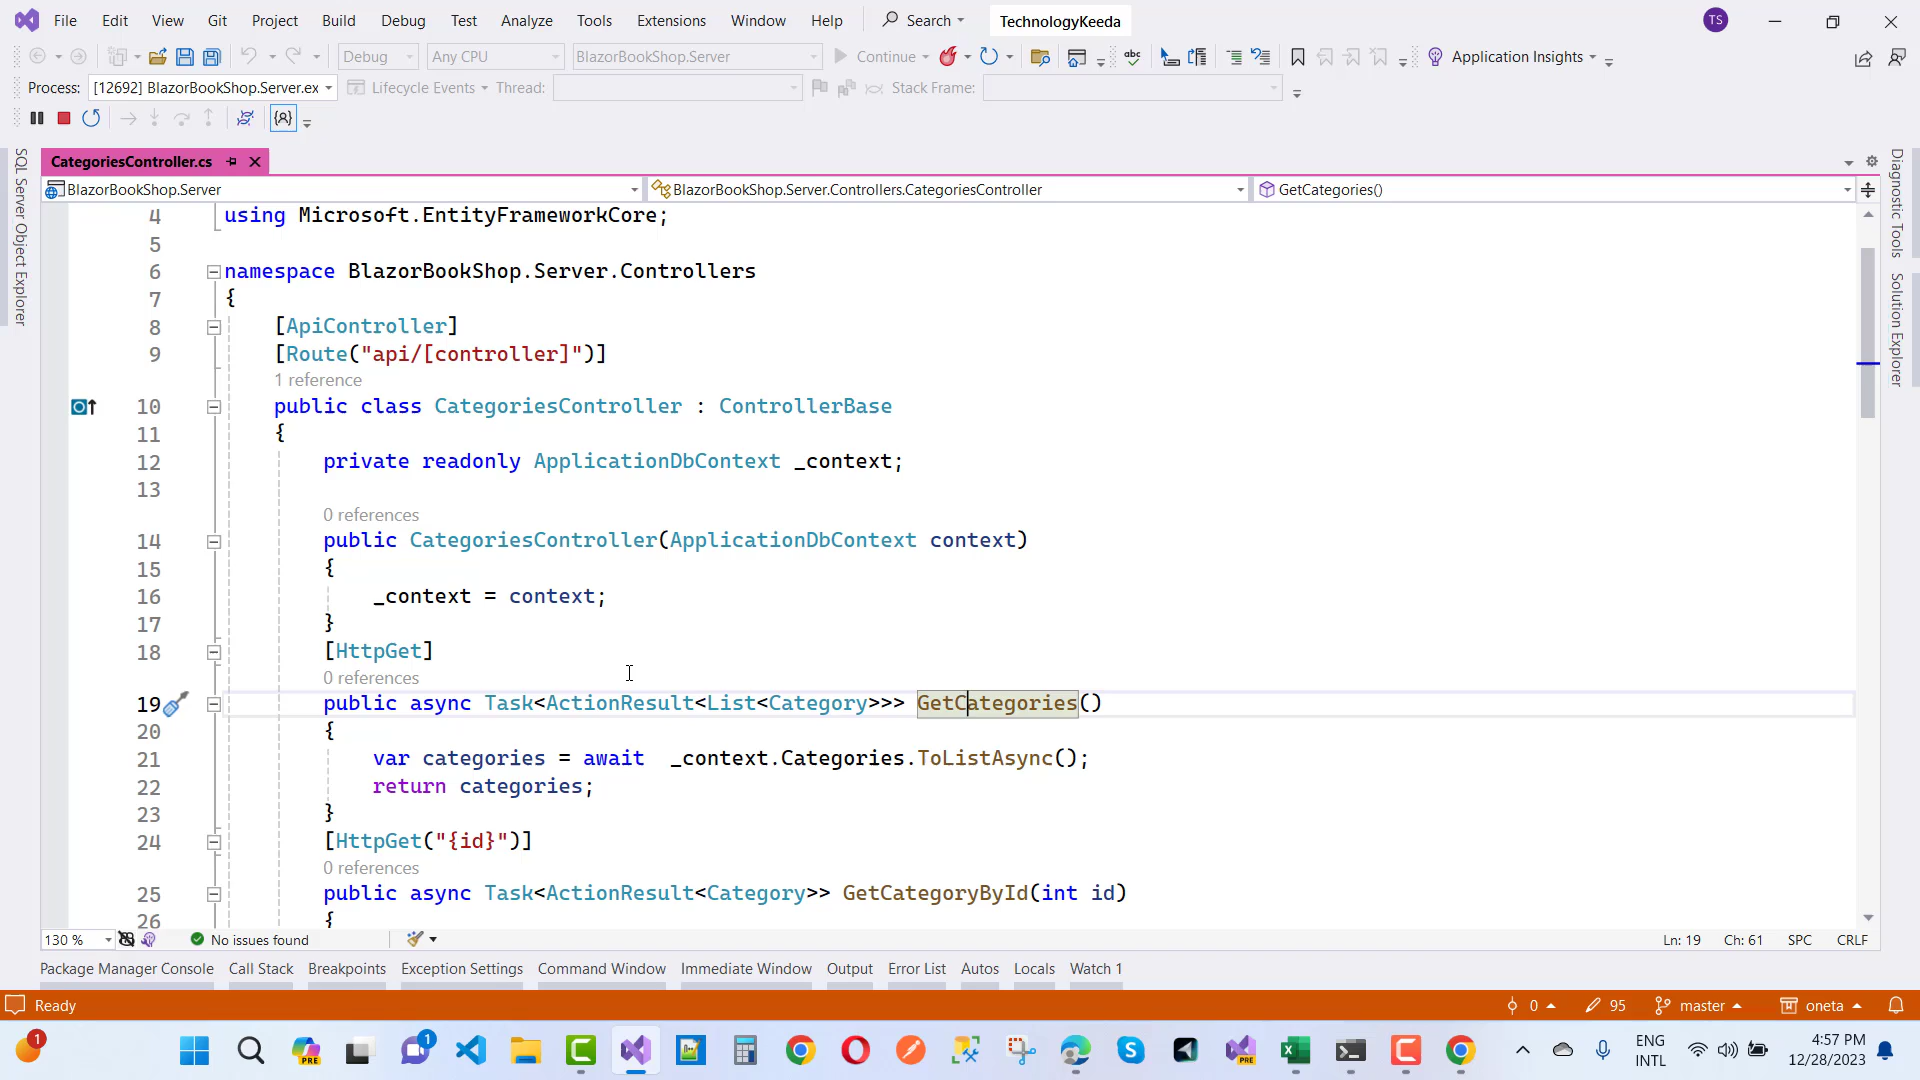 File Edit View Git Project Build Debug Test Analyze Tools Extensions Window Help Search TechnologyKeeda TS
Debug Any CPU BlazorBookShop.Server Continue abc Application Insights
Process: [12692] BlazorBookShop.Server.ex Lifecycle Events Thread: Stack Frame:
SQL Server Object Explorer
CategoriesController.cs
BlazorBookShop.Server BlazorBookShop.Server.Controllers.CategoriesController GetCategories()
4 using Microsoft.EntityFrameworkCore;
5
6 namespace BlazorBookShop.Server.Controllers
7 {
8 [ApiController]
9 [Route("api/[controller]")]
1 reference
10 public class CategoriesController : ControllerBase
11 {
12 private readonly ApplicationDbContext _context;
13
0 references
14 public CategoriesController(ApplicationDbContext context)
15 {
16 _context = context;
17 }
18 [HttpGet]
0 references
19 public async Task<ActionResult<List<Category>>> GetCategories()
20 {
21 var categories = await _context.Categories.ToListAsync();
22 return categories;
23 }
24 [HttpGet("{id}")]
0 references
25 public async Task<ActionResult<Category>> GetCategoryById(int id)
26 {
Diagnostic Tools
Solution Explorer
130 % No issues found Ln: 19 Ch: 61 SPC CRLF
Package Manager Console Call Stack Breakpoints Exception Settings Command Window Immediate Window Output Error List Autos Locals Watch 1
Ready 0 95 master oneta
1 PRE 1 PRE ENG INTL 4:57 PM
12/28/2023